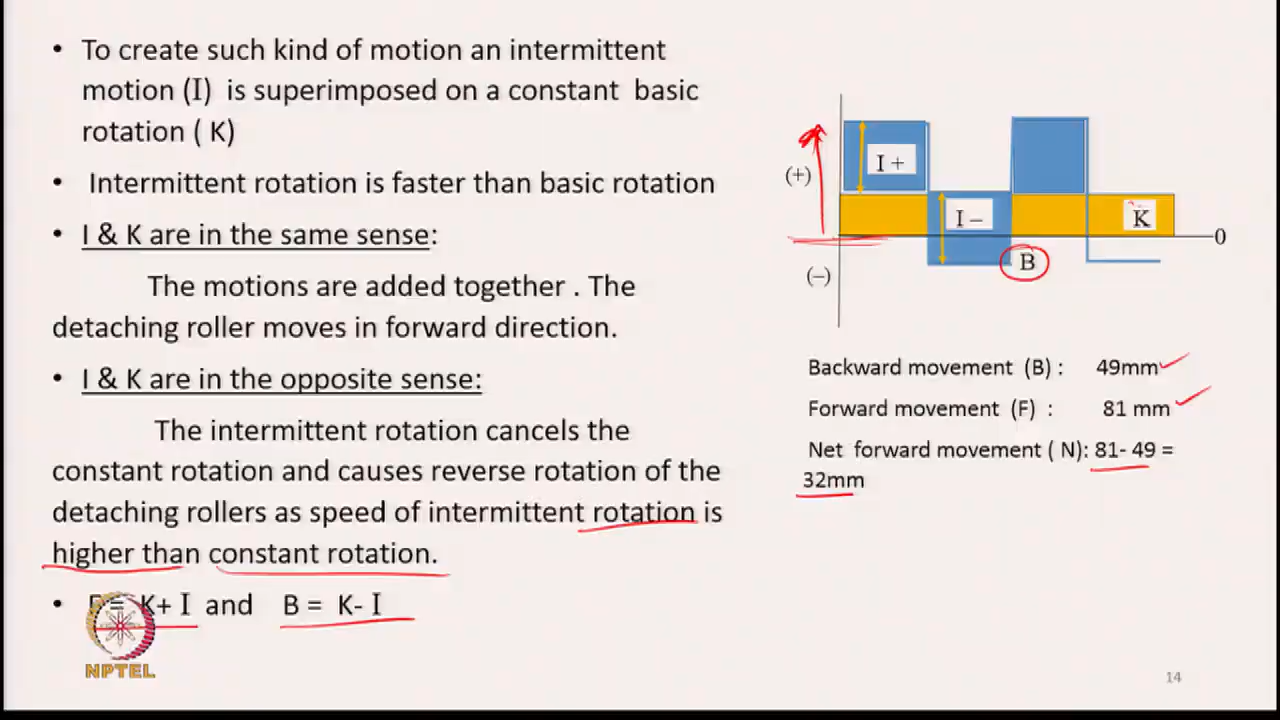 • To create such kind of motion an intermittent
motion (I) is superimposed on a constant basic
rotation ( K)
• Intermittent rotation is faster than basic rotation
• I & K are in the same sense:
The motions are added together . The
detaching roller moves in forward direction.
• I & K are in the opposite sense:
The intermittent rotation cancels the
constant rotation and causes reverse rotation of the
detaching rollers as speed of intermittent rotation is
higher than constant rotation.
• = K+ I and B = K- I
NPTEL
I +
(+)
I –
K
0
B
(–)
Backward movement (B) : 49mm
Forward movement (F) : 81 mm
Net forward movement ( N): 81- 49 =
32mm
14